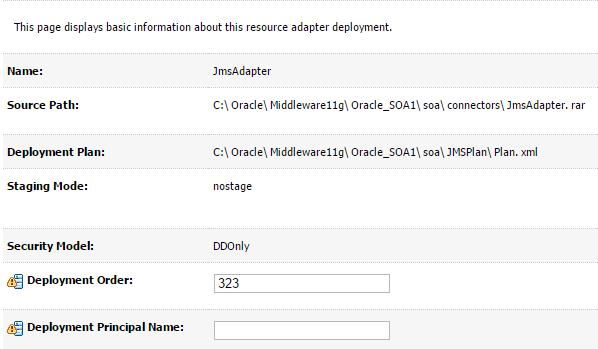 This page displays basic information about this resource adapter deployment.
Name: JmsAdapter
Source Path: C:\ Oracle\ Middleware11g\ Oracle_SOA1\ soa\ connectors\ JmsAdapter. rar
Deployment Plan: C:\ Oracle\ Middleware11g\ Oracle_SOA1\ soa\ JMSPlan\ Plan. xml
Staging Mode: nostage
Security Model: DDOnly
Deployment Order: 323
Deployment Principal Name: